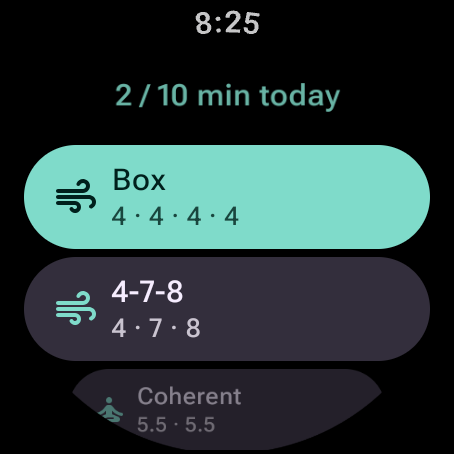 8:25
2 / 10 min today
Box
4 · 4 · 4 · 4
4-7-8
4 · 7 · 8
Coherent
5.5 · 5.5